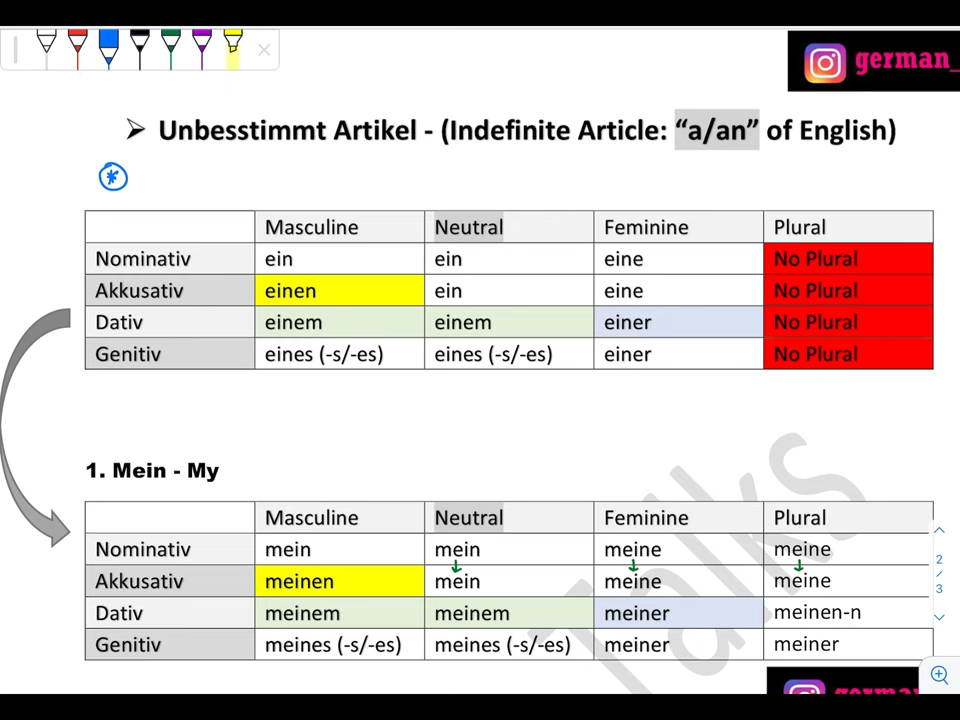 german_
➢ Unbesstimmt Artikel - (Indefinite Article: “a/an” of English)
*
Masculine Neutral Feminine Plural
Nominativ ein ein eine No Plural
Akkusativ einen ein eine No Plural
Dativ einem einem einer No Plural
Genitiv eines (-s/-es) eines (-s/-es) einer No Plural
1. Mein - My
Masculine Neutral Feminine Plural
Nominativ mein mein meine meine
Akkusativ meinen mein meine meine
Dativ meinem meinem meiner meinen-n
Genitiv meines (-s/-es) meines (-s/-es) meiner meiner
2
/
3
Talks